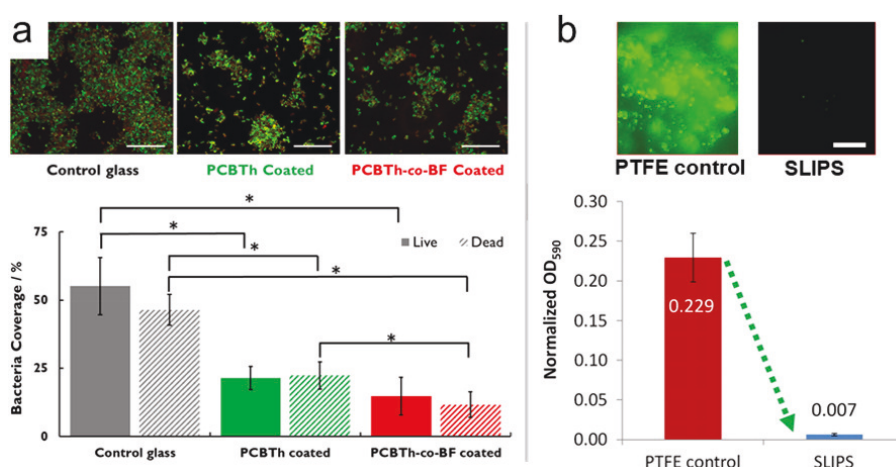 a
Control glass
PCBTh Coated
PCBTh-co-BF Coated
*
*
*
*
*
Live
Dead
75
50
25
0
Bacteria Coverage / %
Control glass
PCBTh coated
PCBTh-co-BF coated
b
PTFE control
SLIPS
0.30
0.25
0.20
0.15
0.10
0.05
0.00
Normalized OD590
0.229
0.007
PTFE control
SLIPS